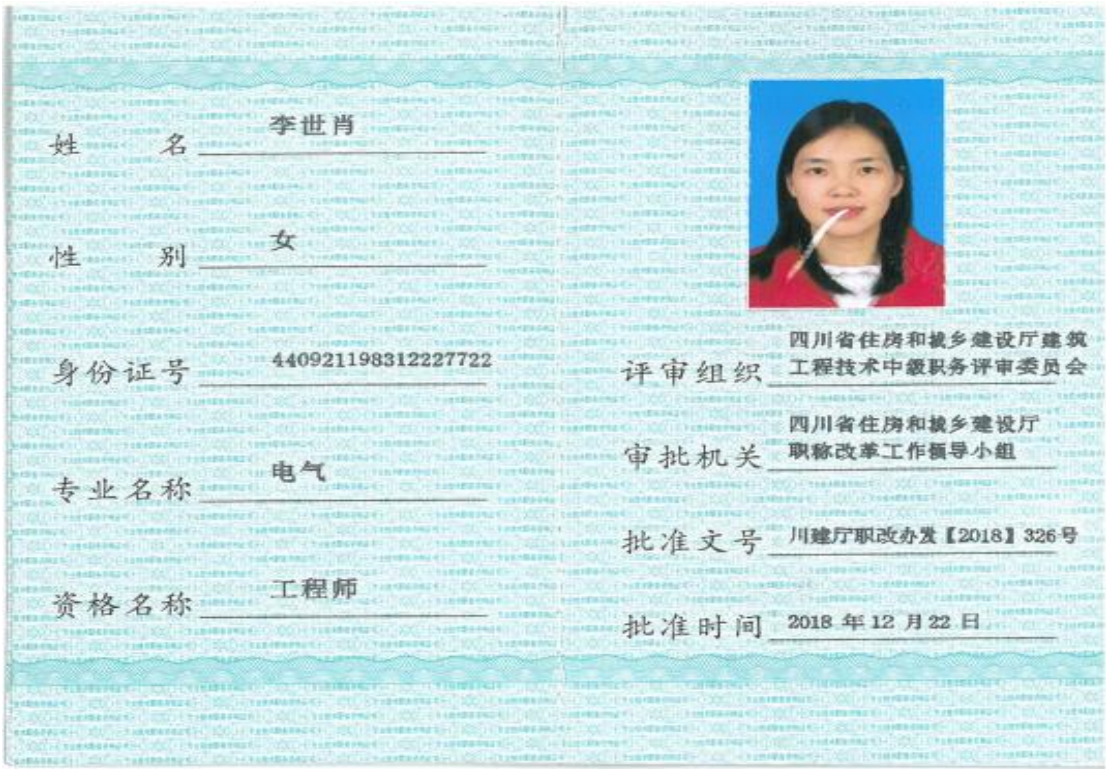 姓 名 李世肖
性 别 女
身份证号 440921198312227722
专业名称 电气
资格名称 工程师
评审组织 四川省住房和城乡建设厅建筑
工程技术中级职务评审委员会
审批机关 四川省住房和城乡建设厅
职称改革工作领导小组
批准文号 川建厅职改办发【2018】326号
批准时间 2018 年 12 月 22 日